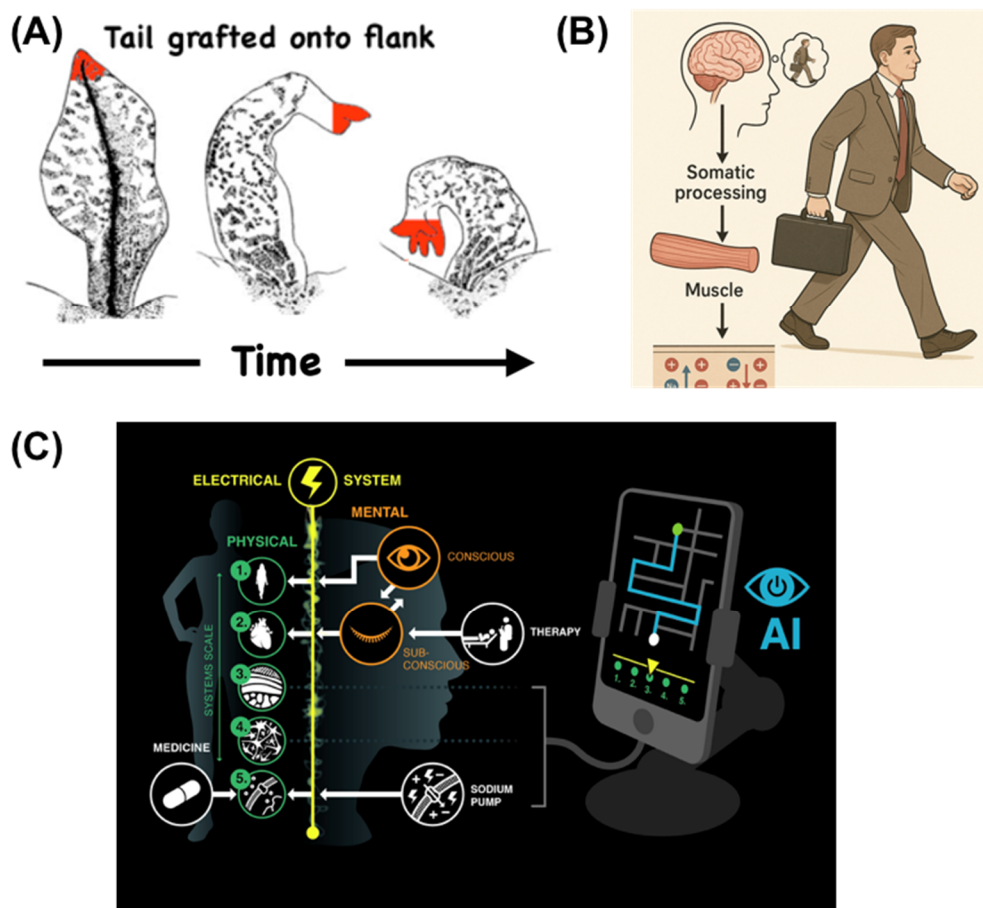 (A)
Tail grafted onto flank
Time
(B)
Somatic
processing
Muscle
+ + − +
+ + +
(C)
ELECTRICAL SYSTEM
MENTAL
PHYSICAL
CONSCIOUS
1.
2.
SUB-
CONSCIOUS
THERAPY
SYSTEMS SCALE
3.
4.
MEDICINE
5.
+ − + −
SODIUM
PUMP
1. 2. 3. 4. 5.
AI